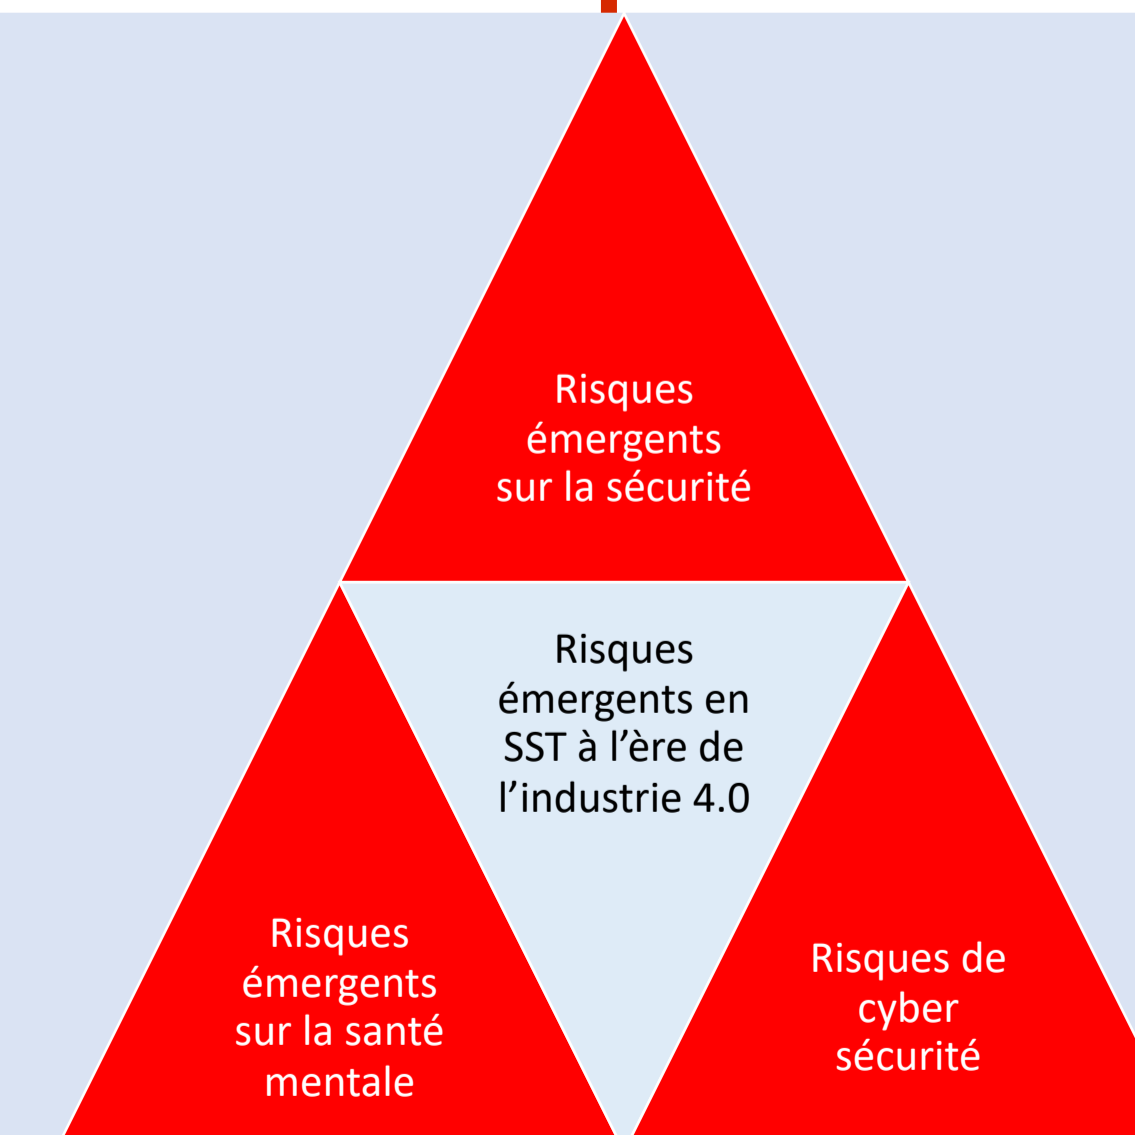 Risques
émergents
sur la sécurité
Risques
émergents en
SST à l’ère de
l’industrie 4.0
Risques
émergents
sur la santé
mentale
Risques de
cyber
sécurité